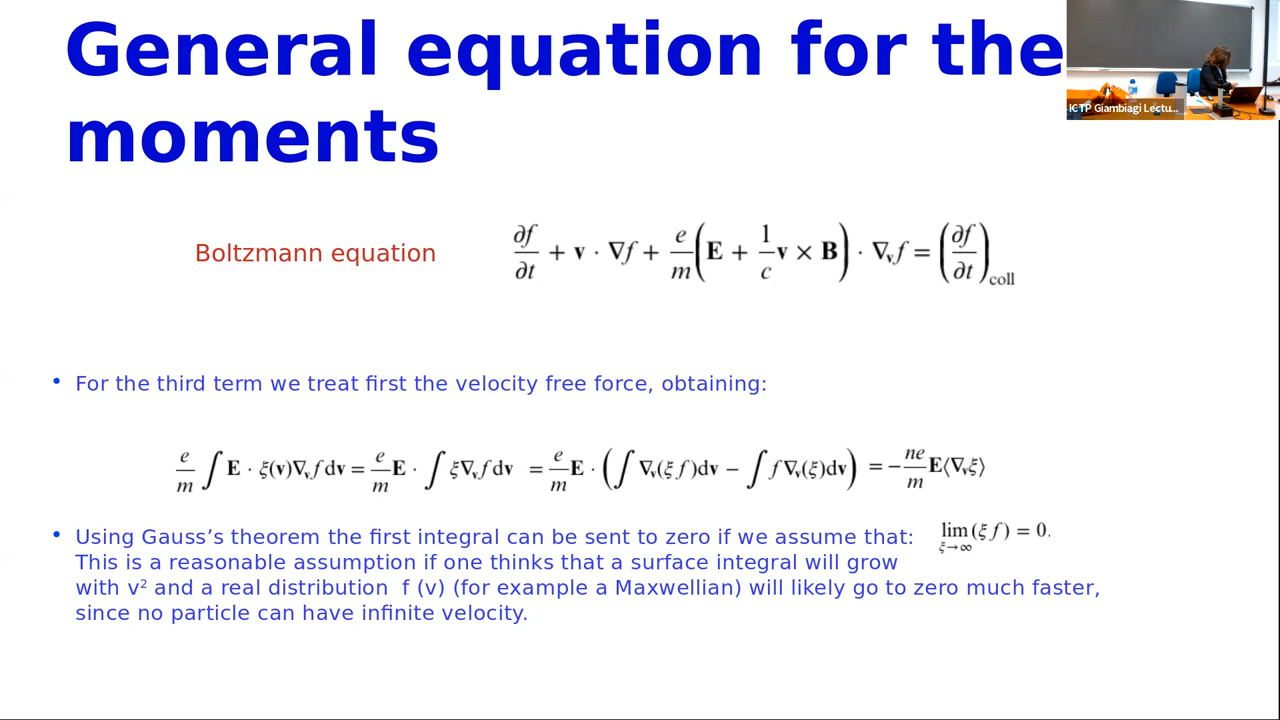 General equation for the
moments
ICTP Giambiagi Lectu...
Boltzmann equation
∂f/∂t + v · ∇f + e/m (E + 1/c v × B) · ∇ᵥf = (∂f/∂t)coll
• For the third term we treat first the velocity free force, obtaining:
e/m ∫ E · ξ(v)∇ᵥf dv = e/m E · ∫ ξ∇ᵥf dv = e/m E · (∫ ∇ᵥ(ξf)dv − ∫ f∇ᵥ(ξ)dv) = − ne/m E⟨∇ᵥξ⟩
• Using Gauss’s theorem the first integral can be sent to zero if we assume that: lim ξ→∞ (ξf) = 0.
This is a reasonable assumption if one thinks that a surface integral will grow
with v² and a real distribution f (v) (for example a Maxwellian) will likely go to zero much faster,
since no particle can have infinite velocity.